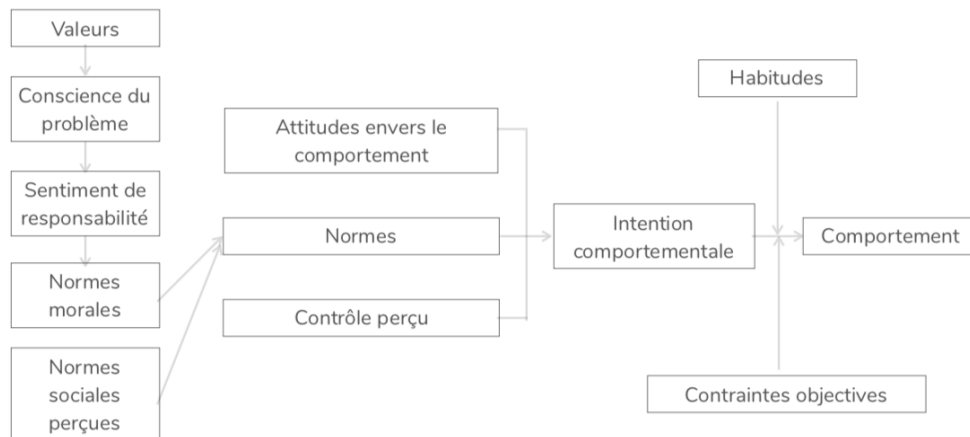 Valeurs
Conscience du
problème
Sentiment de
responsabilité
Normes
morales
Normes
sociales
perçues
Attitudes envers le
comportement
Normes
Contrôle perçu
Intention
comportementale
Habitudes
Comportement
Contraintes objectives